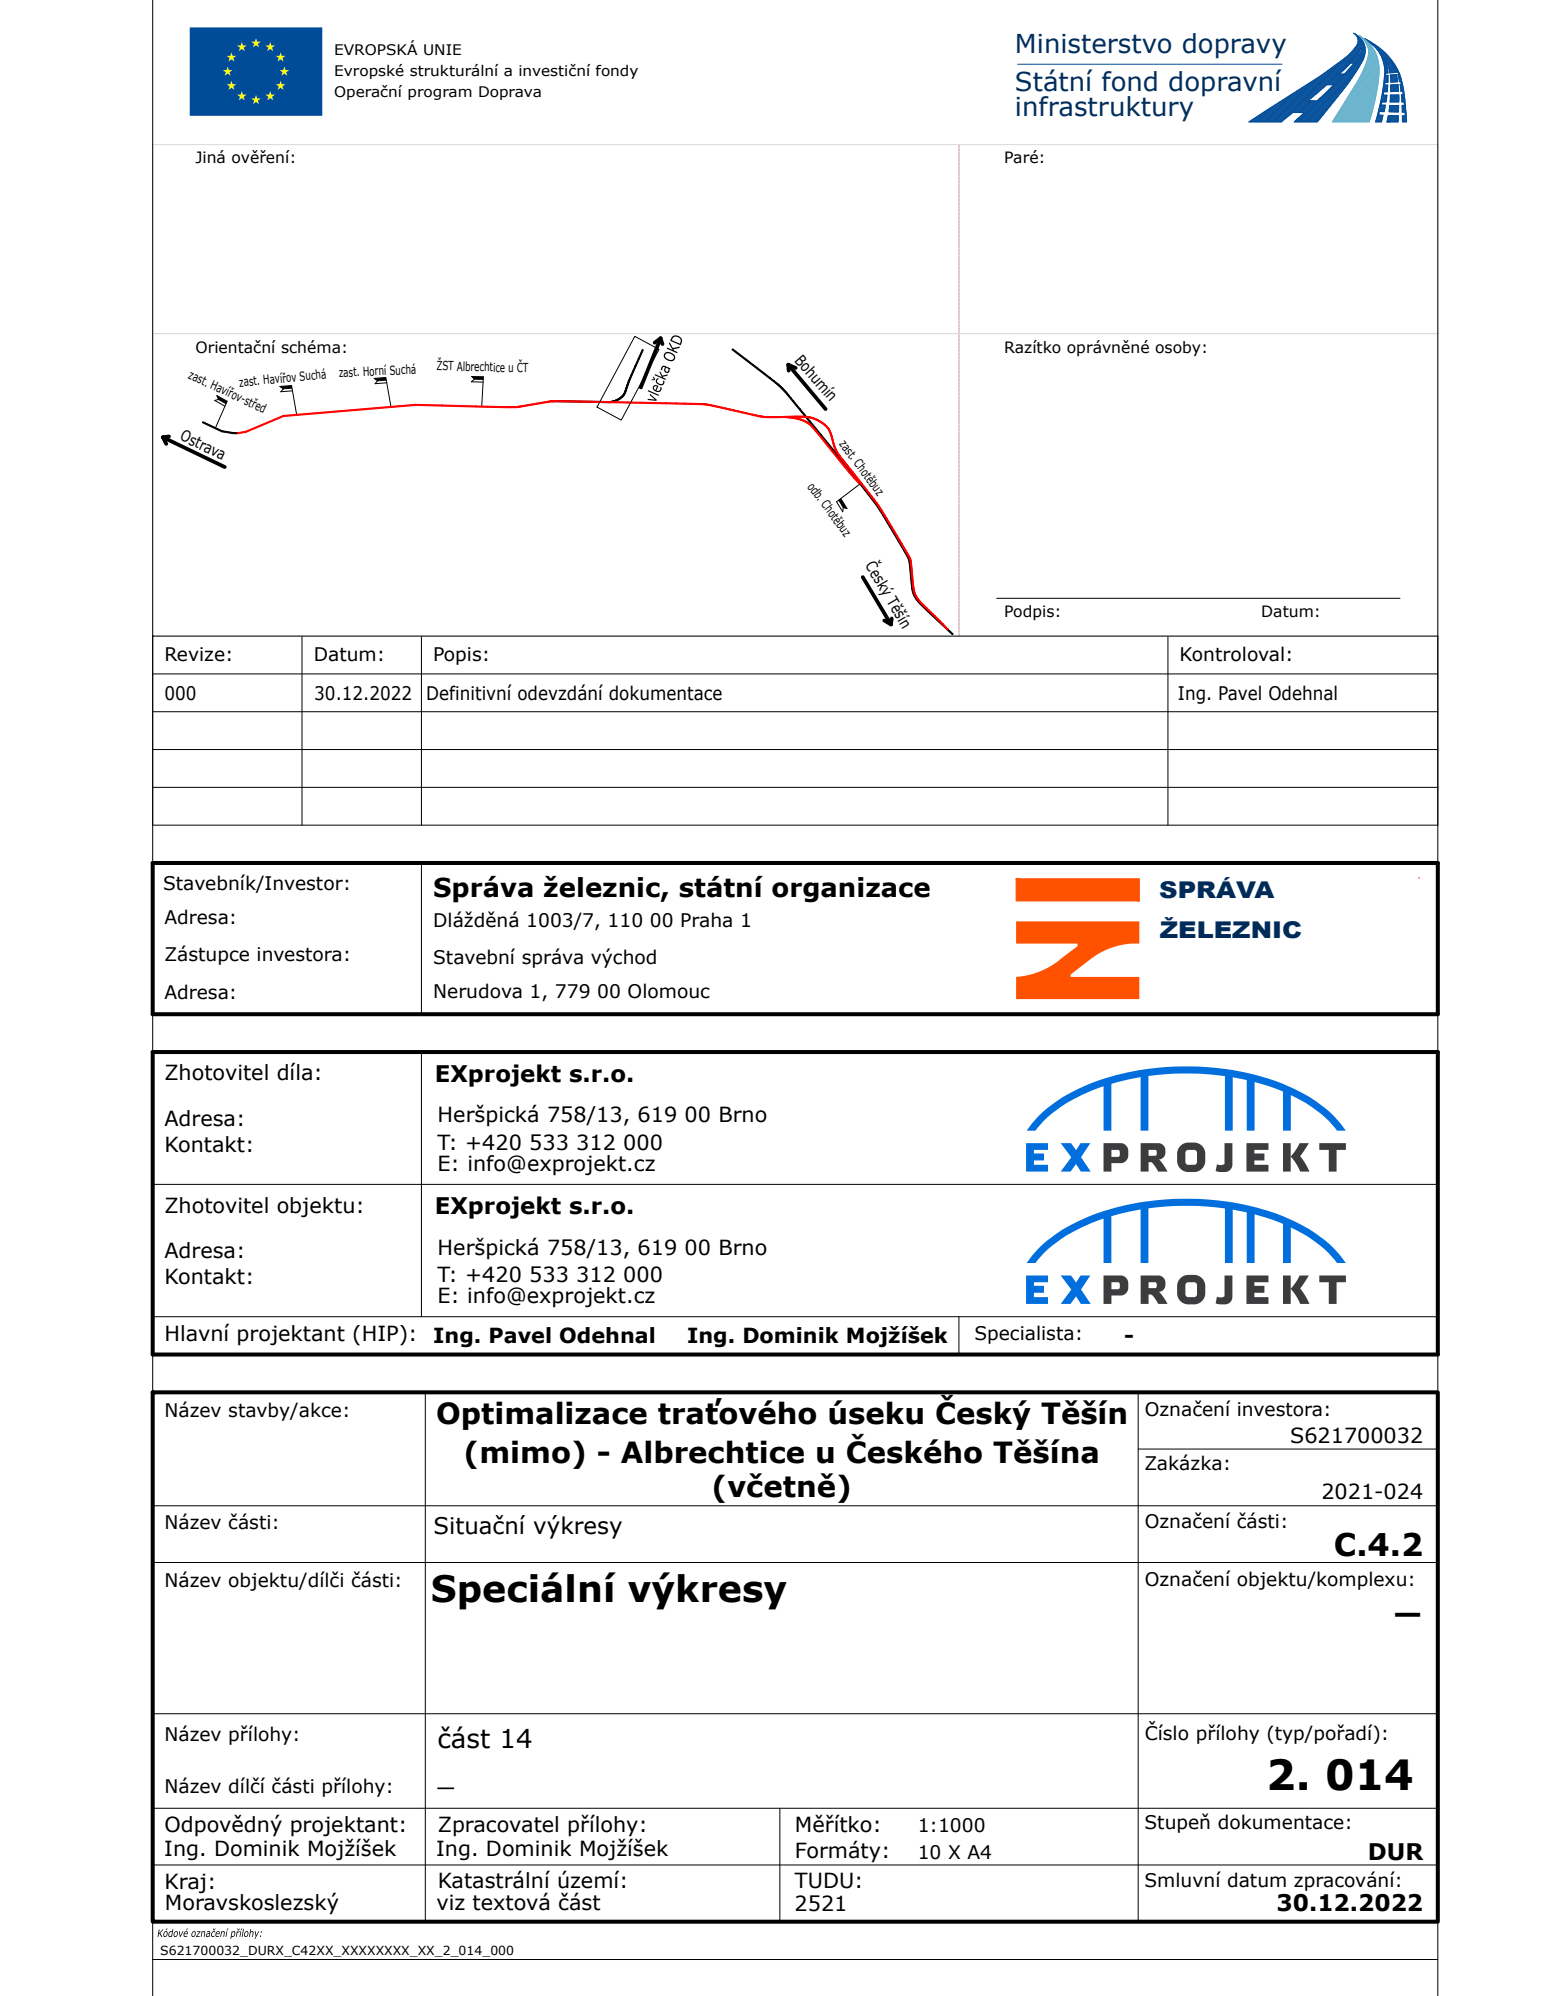 EVROPSKÁ UNIE
Evropské strukturální a investiční fondy
Operační program Doprava
Ministerstvo dopravy
Státní fond dopravní
infrastruktury
Jiná ověření:
Paré:
Orientační schéma:
zast. Havířov-střed
zast. Havířov Suchá
zast. Horní Suchá
ŽST Albrechtice u ČT
vlečka OKD
Bohumín
Ostrava
zast. Chotěbuz
odb. Chotěbuz
Český Těšín
Razítko oprávněné osoby:
Podpis:
Datum:
Revize:
Datum:
Popis:
Kontroloval:
000
30.12.2022
Definitivní odevzdání dokumentace
Ing. Pavel Odehnal
Stavebník/Investor:
Správa železnic, státní organizace
Adresa:
Dlážděná 1003/7, 110 00 Praha 1
Zástupce investora:
Stavební správa východ
Adresa:
Nerudova 1, 779 00 Olomouc
SPRÁVA
ŽELEZNIC
Zhotovitel díla:
EXprojekt s.r.o.
Adresa:
Heršpická 758/13, 619 00 Brno
Kontakt:
T: +420 533 312 000
E: info@exprojekt.cz
EXPROJEKT
Zhotovitel objektu:
EXprojekt s.r.o.
Adresa:
Heršpická 758/13, 619 00 Brno
Kontakt:
T: +420 533 312 000
E: info@exprojekt.cz
EXPROJEKT
Hlavní projektant (HIP):
Ing. Pavel Odehnal
Ing. Dominik Mojžíšek
Specialista:
-
Název stavby/akce:
Optimalizace traťového úseku Český Těšín
(mimo) - Albrechtice u Českého Těšína
(včetně)
Označení investora:
S621700032
Zakázka:
2021-024
Název části:
Situační výkresy
Označení části:
C.4.2
Název objektu/dílči části:
Speciální výkresy
Označení objektu/komplexu:
—
Název přílohy:
část 14
Číslo přílohy (typ/pořadí):
2. 014
Název dílčí části přílohy:
—
Odpovědný projektant:
Ing. Dominik Mojžíšek
Zpracovatel přílohy:
Ing. Dominik Mojžíšek
Měřítko: 1:1000
Formáty: 10 X A4
Stupeň dokumentace:
DUR
Kraj:
Moravskoslezský
Katastrální území:
viz textová část
TUDU:
2521
Smluvní datum zpracování:
30.12.2022
Kódové označení přílohy:
S621700032_DURX_C42XX_XXXXXXXX_XX_2_014_000